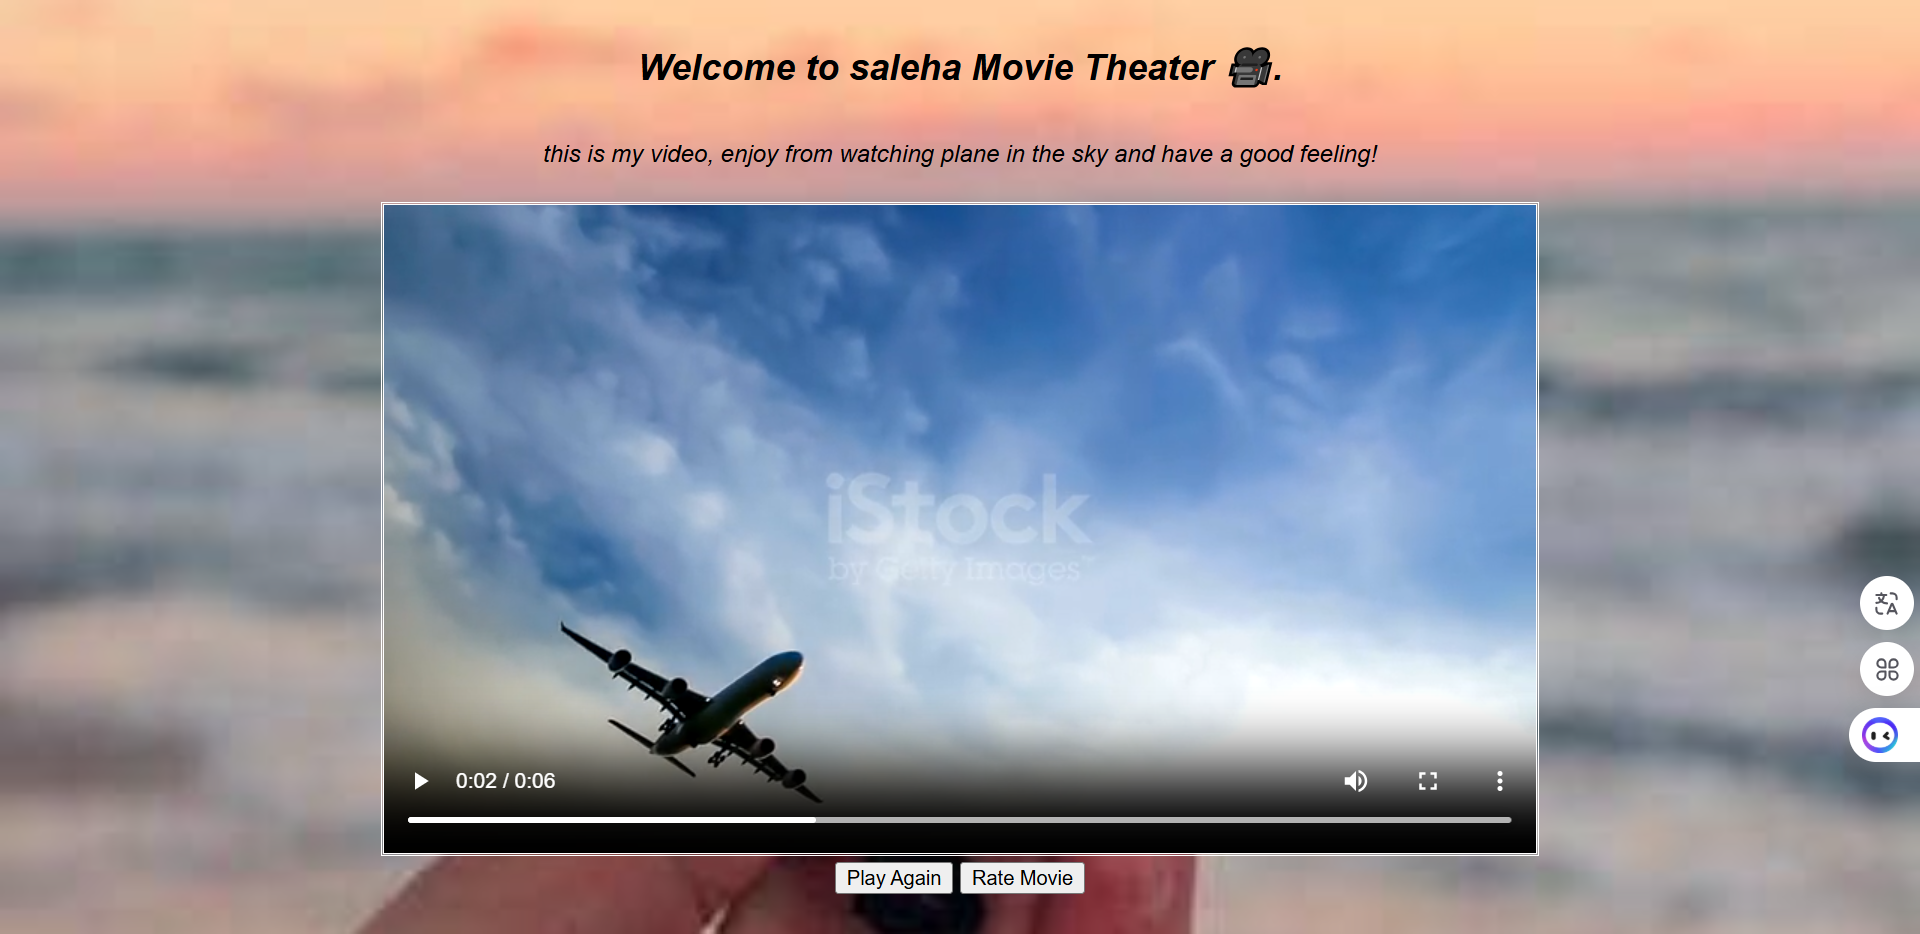 Welcome to saleha Movie Theater 🎥.
this is my video, enjoy from watching plane in the sky and have a good feeling!
iStock
by Getty Images™
0:02 / 0:06
Play Again Rate Movie